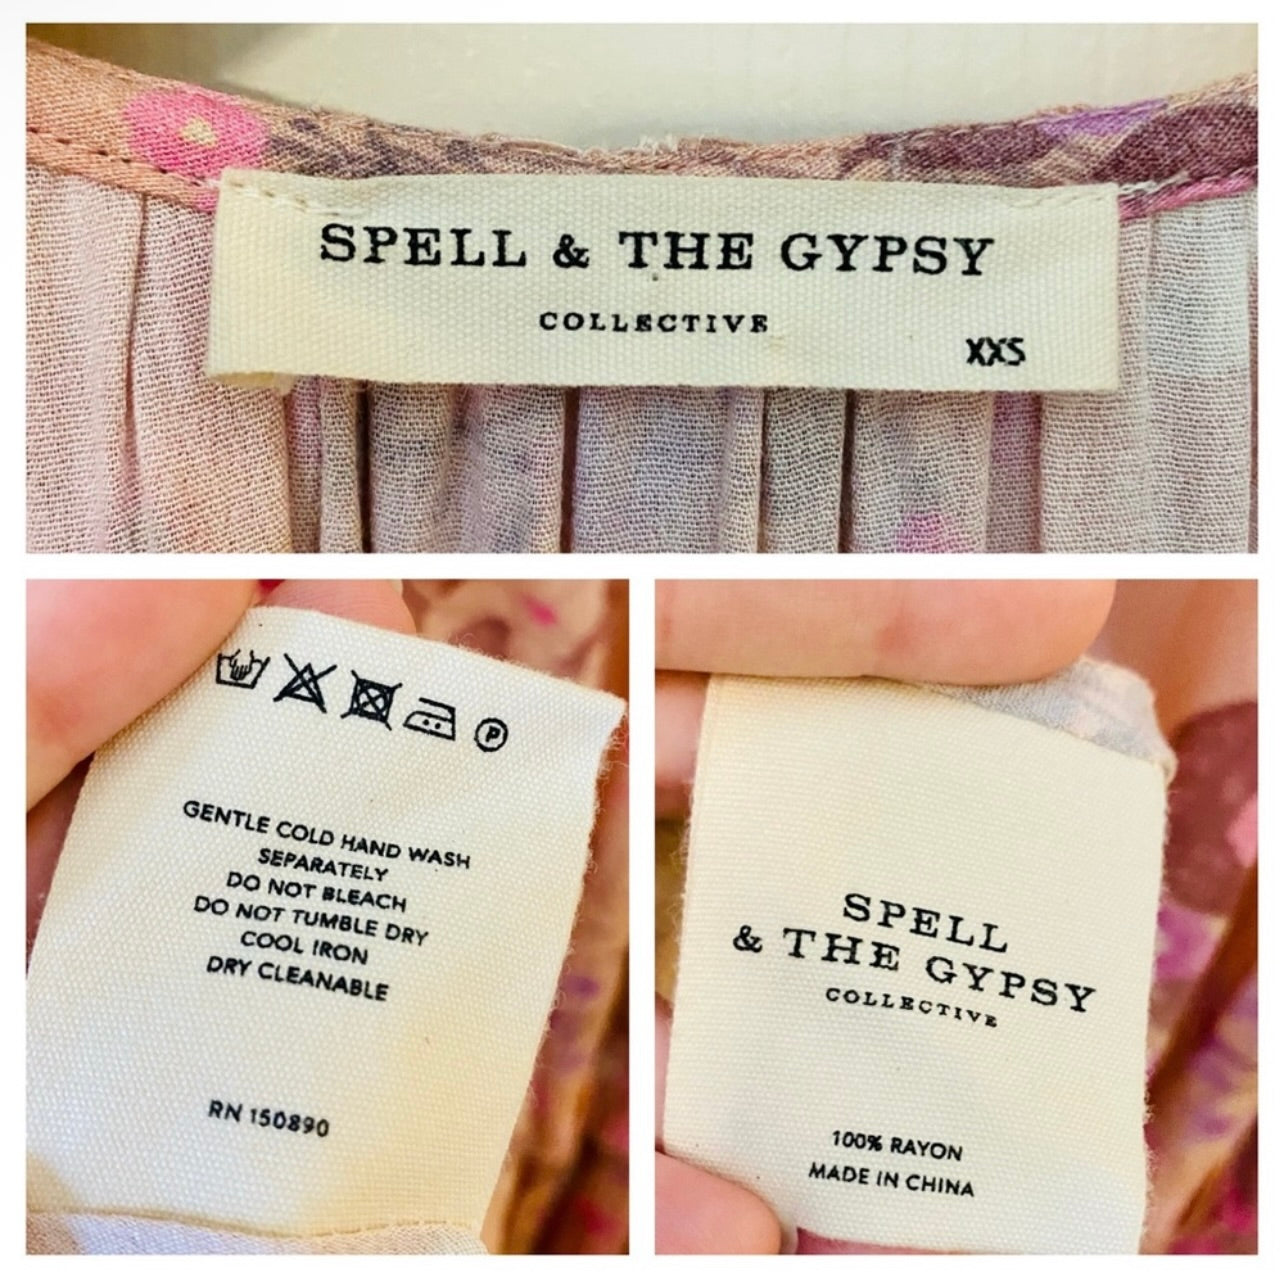 SPELL & THE GYPSY
COLLECTIVE
XXS
P
GENTLE COLD HAND WASH
SEPARATELY
DO NOT BLEACH
DO NOT TUMBLE DRY
COOL IRON
DRY CLEANABLE
RN 150890
SPELL
& THE GYPSY
COLLECTIVE
100% RAYON
MADE IN CHINA